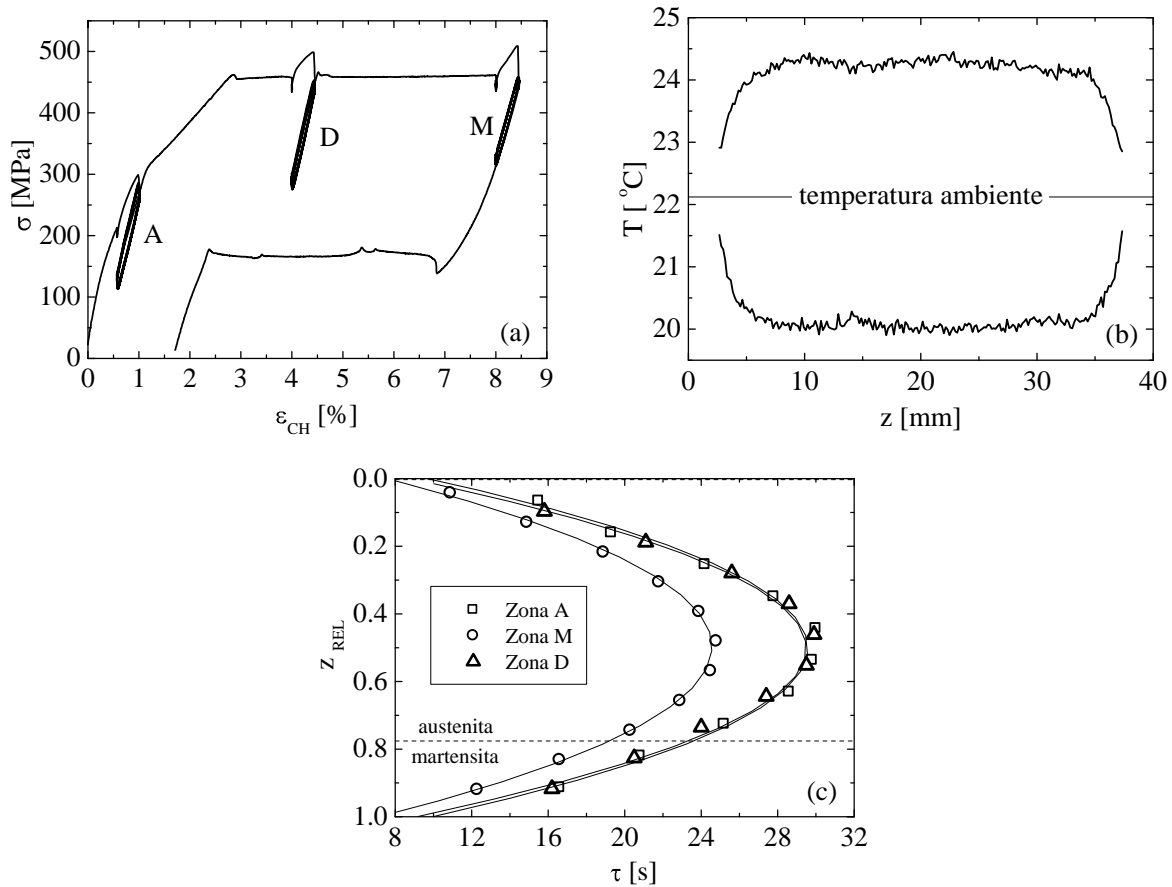 500
400
300
200
100
0
σ [MPa]
A
D
M
(a)
0 1 2 3 4 5 6 7 8 9
ε_CH [%]
25
24
23
22
21
20
T [°C]
temperatura ambiente
(b)
0 10 20 30 40
z [mm]
0.0
0.2
0.4
0.6
0.8
1.0
z_REL
Zona A
Zona M
Zona D
austenita
martensita
(c)
8 12 16 20 24 28 32
τ [s]